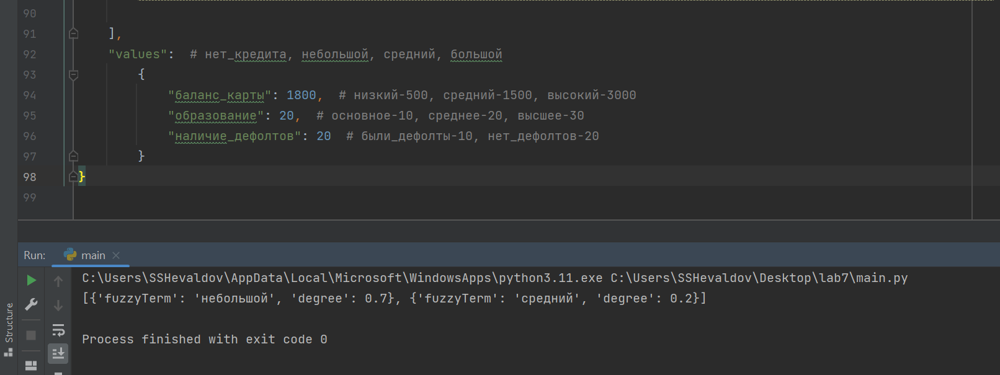 90
91 ],
92 "values": # нет_кредита, небольшой, средний, большой
93 {
94 "баланс_карты": 1800, # низкий-500, средний-1500, высокий-3000
95 "образование": 20, # основное-10, среднее-20, высшее-30
96 "наличие_дефолтов": 20 # были_дефолты-10, нет_дефолтов-20
97 }
98 }
99
Run: main
C:\Users\SSHevaldov\AppData\Local\Microsoft\WindowsApps\python3.11.exe C:\Users\SSHevaldov\Desktop\lab7\main.py
[{'fuzzyTerm': 'небольшой', 'degree': 0.7}, {'fuzzyTerm': 'средний', 'degree': 0.2}]
Process finished with exit code 0
Structure